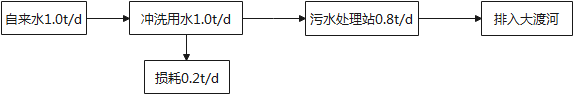 自来水1.0t/d
冲洗用水1.0t/d
污水处理站0.8t/d
排入大渡河
损耗0.2t/d